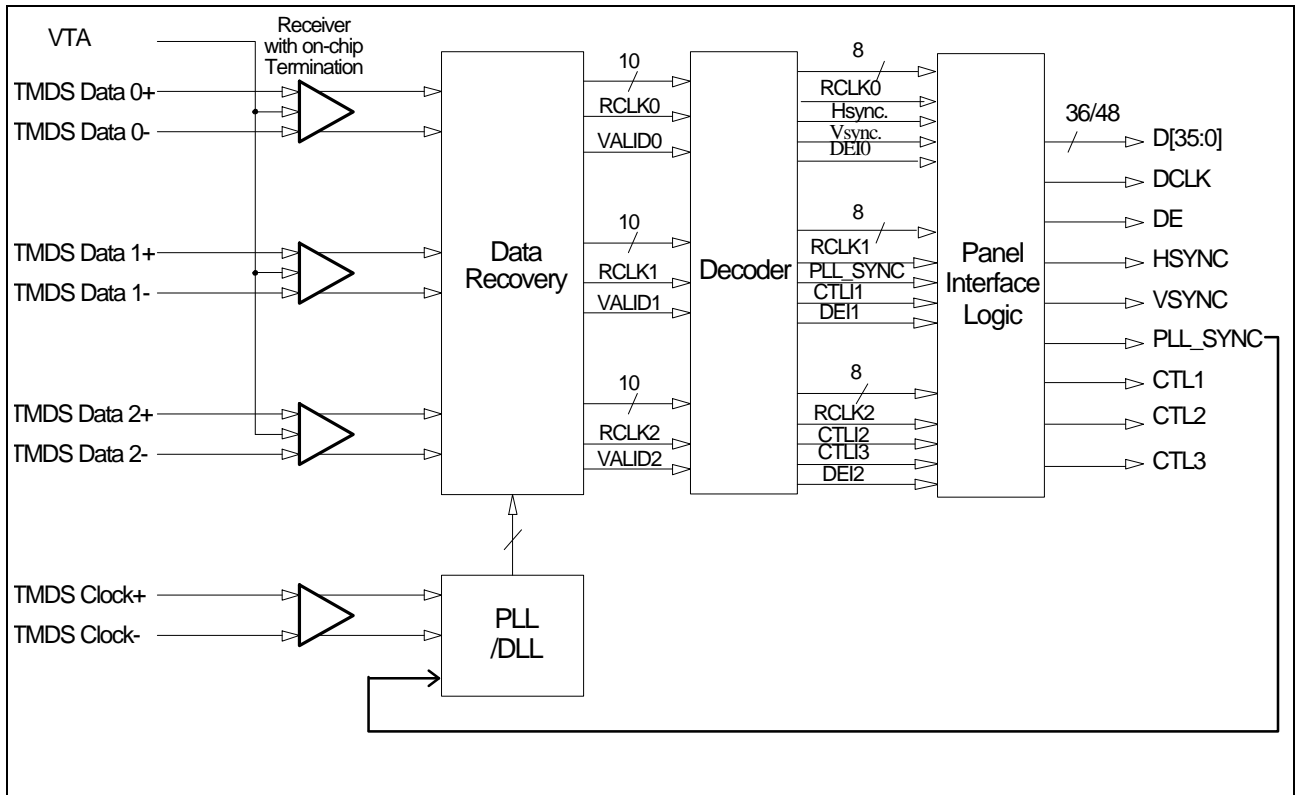 VTA
Receiver
with on-chip
Termination
TMDS Data 0+
TMDS Data 0-
TMDS Data 1+
TMDS Data 1-
TMDS Data 2+
TMDS Data 2-
TMDS Clock+
TMDS Clock-
Data
Recovery
PLL
/DLL
10
RCLK0
VALID0
10
RCLK1
VALID1
10
RCLK2
VALID2
Decoder
8
RCLK0
Hsync.
Vsync.
DEI0
8
RCLK1
PLL_SYNC
CTLI1
DEI1
8
RCLK2
CTLI2
CTLI3
DEI2
Panel
Interface
Logic
36/48
D[35:0]
DCLK
DE
HSYNC
VSYNC
PLL_SYNC
CTL1
CTL2
CTL3